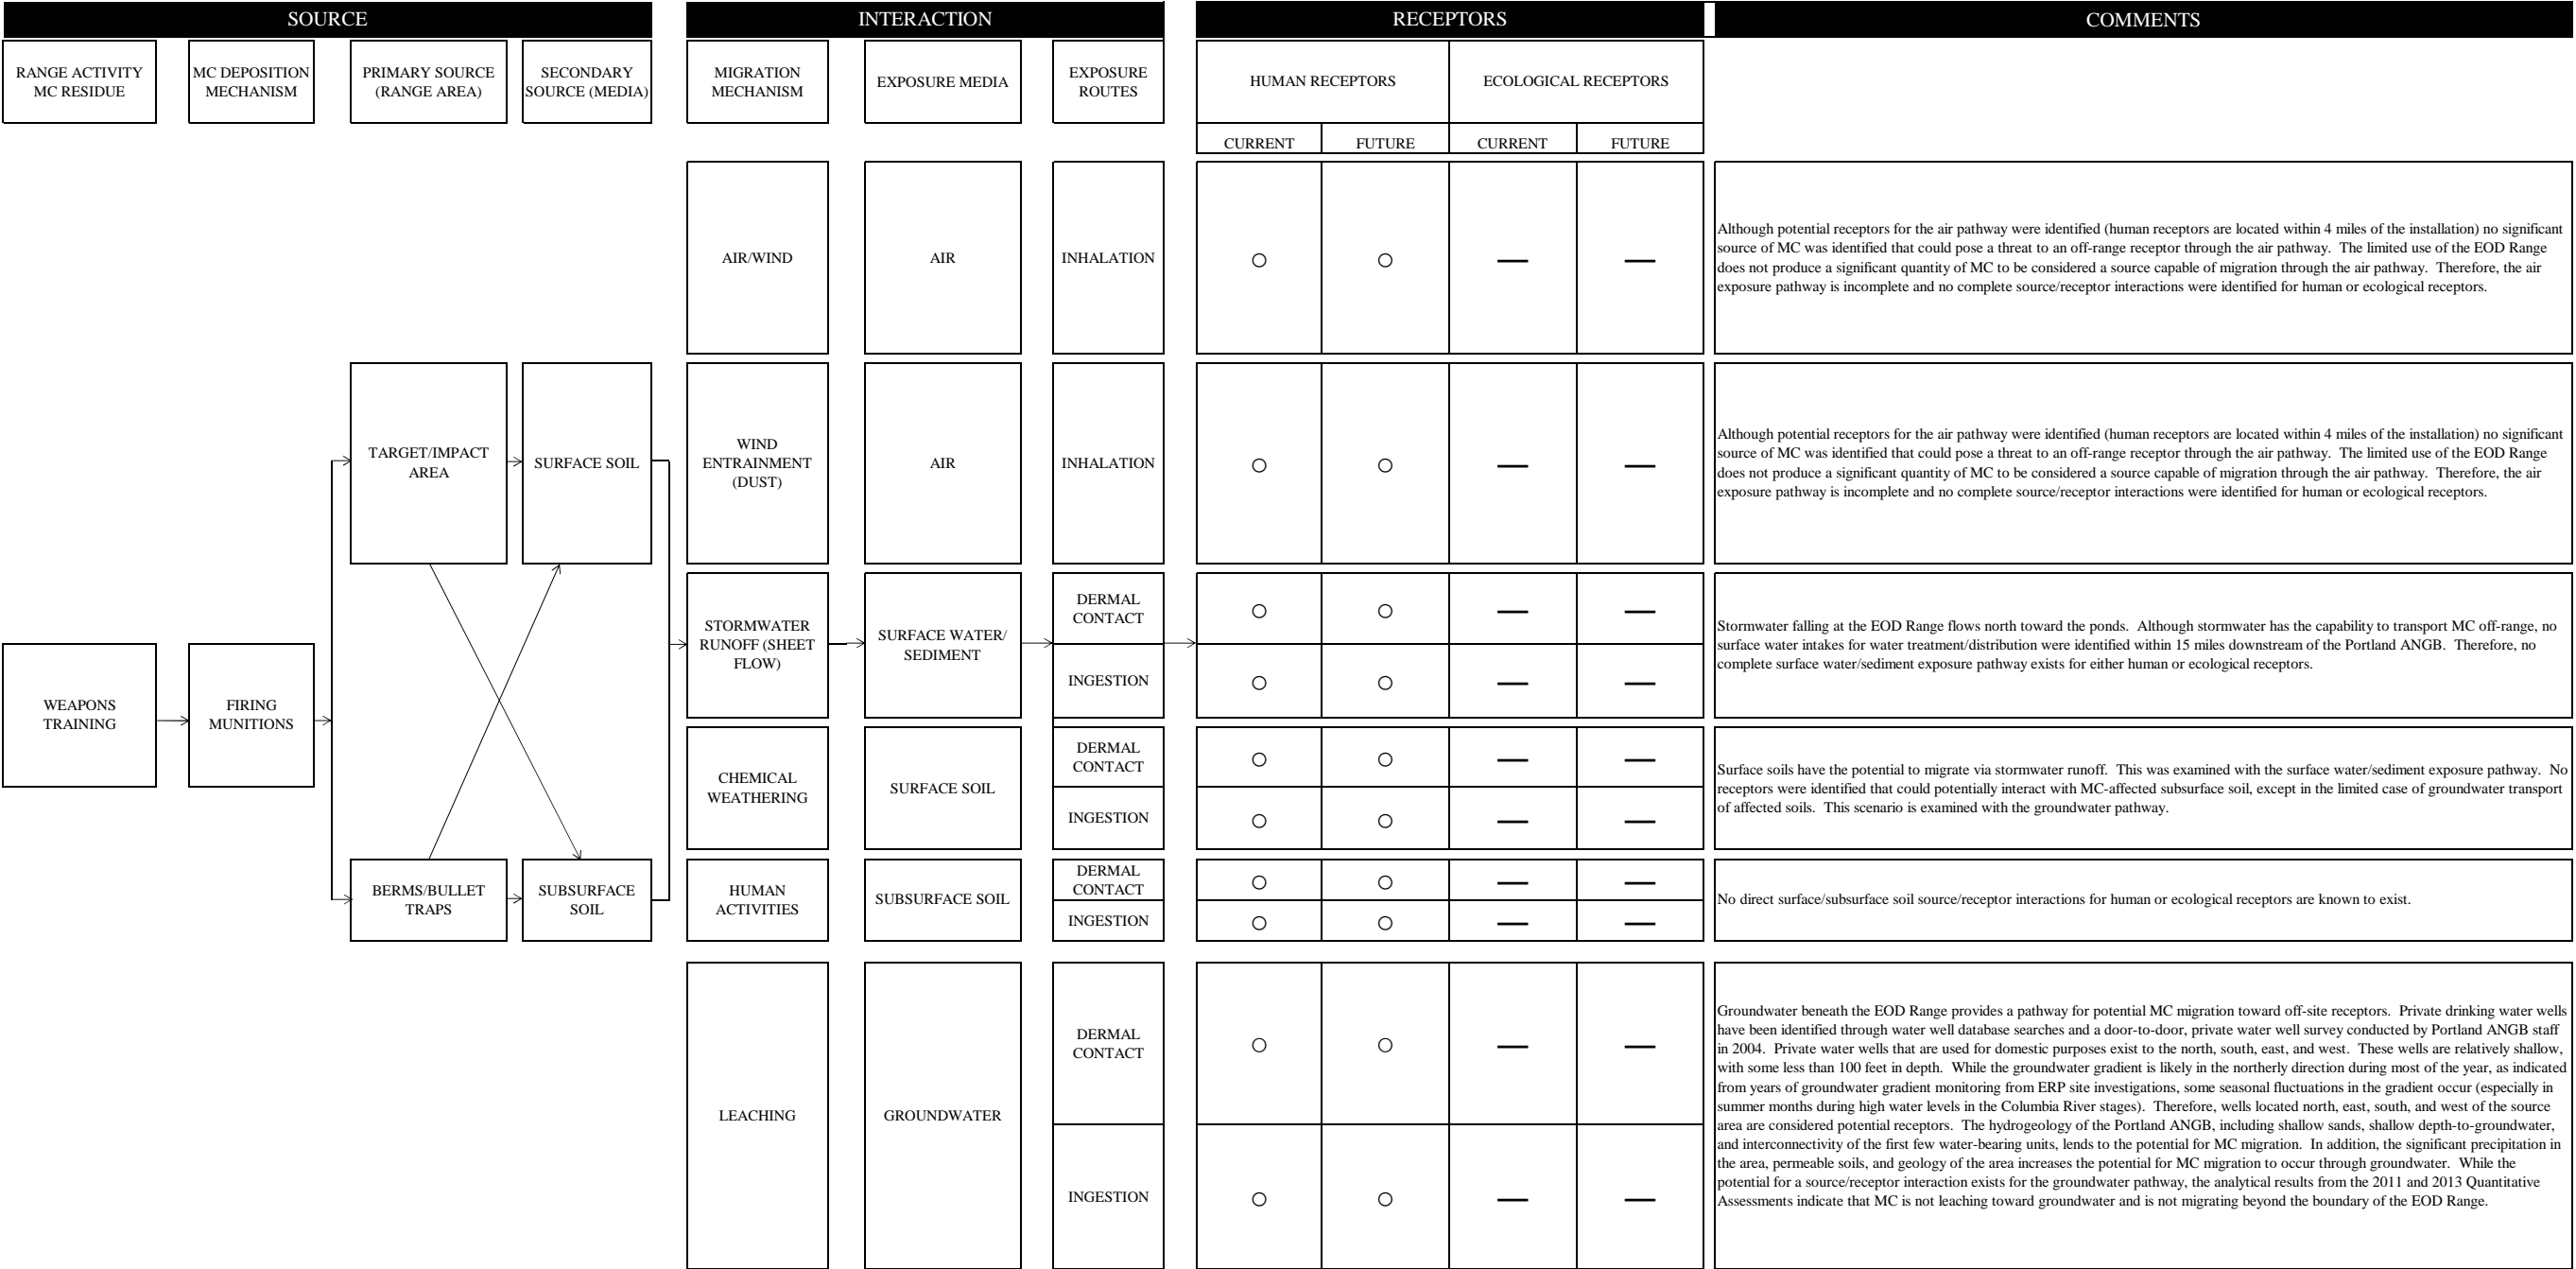 SOURCE
INTERACTION
RECEPTORS
COMMENTS
RANGE ACTIVITY
MC RESIDUE
MC DEPOSITION
MECHANISM
PRIMARY SOURCE
(RANGE AREA)
SECONDARY
SOURCE (MEDIA)
MIGRATION
MECHANISM
EXPOSURE MEDIA
EXPOSURE
ROUTES
HUMAN RECEPTORS
ECOLOGICAL RECEPTORS
CURRENT
FUTURE
CURRENT
FUTURE
AIR/WIND
AIR
INHALATION
Although potential receptors for the air pathway were identified (human receptors are located within 4 miles of the installation) no significant
source of MC was identified that could pose a threat to an off-range receptor through the air pathway. The limited use of the EOD Range
does not produce a significant quantity of MC to be considered a source capable of migration through the air pathway. Therefore, the air
exposure pathway is incomplete and no complete source/receptor interactions were identified for human or ecological receptors.
TARGET/IMPACT
AREA
SURFACE SOIL
WIND
ENTRAINMENT
(DUST)
AIR
INHALATION
Although potential receptors for the air pathway were identified (human receptors are located within 4 miles of the installation) no significant
source of MC was identified that could pose a threat to an off-range receptor through the air pathway. The limited use of the EOD Range
does not produce a significant quantity of MC to be considered a source capable of migration through the air pathway. Therefore, the air
exposure pathway is incomplete and no complete source/receptor interactions were identified for human or ecological receptors.
WEAPONS
TRAINING
FIRING
MUNITIONS
STORMWATER
RUNOFF (SHEET
FLOW)
SURFACE WATER/
SEDIMENT
DERMAL
CONTACT
INGESTION
Stormwater falling at the EOD Range flows north toward the ponds. Although stormwater has the capability to transport MC off-range, no
surface water intakes for water treatment/distribution were identified within 15 miles downstream of the Portland ANGB. Therefore, no
complete surface water/sediment exposure pathway exists for either human or ecological receptors.
CHEMICAL
WEATHERING
SURFACE SOIL
DERMAL
CONTACT
INGESTION
Surface soils have the potential to migrate via stormwater runoff. This was examined with the surface water/sediment exposure pathway. No
receptors were identified that could potentially interact with MC-affected subsurface soil, except in the limited case of groundwater transport
of affected soils. This scenario is examined with the groundwater pathway.
BERMS/BULLET
TRAPS
SUBSURFACE
SOIL
HUMAN
ACTIVITIES
SUBSURFACE SOIL
DERMAL
CONTACT
INGESTION
No direct surface/subsurface soil source/receptor interactions for human or ecological receptors are known to exist.
LEACHING
GROUNDWATER
DERMAL
CONTACT
INGESTION
Groundwater beneath the EOD Range provides a pathway for potential MC migration toward off-site receptors. Private drinking water wells
have been identified through water well database searches and a door-to-door, private water well survey conducted by Portland ANGB staff
in 2004. Private water wells that are used for domestic purposes exist to the north, south, east, and west. These wells are relatively shallow,
with some less than 100 feet in depth. While the groundwater gradient is likely in the northerly direction during most of the year, as indicated
from years of groundwater gradient monitoring from ERP site investigations, some seasonal fluctuations in the gradient occur (especially in
summer months during high water levels in the Columbia River stages). Therefore, wells located north, east, south, and west of the source
area are considered potential receptors. The hydrogeology of the Portland ANGB, including shallow sands, shallow depth-to-groundwater,
and interconnectivity of the first few water-bearing units, lends to the potential for MC migration. In addition, the significant precipitation in
the area, permeable soils, and geology of the area increases the potential for MC migration to occur through groundwater. While the
potential for a source/receptor interaction exists for the groundwater pathway, the analytical results from the 2011 and 2013 Quantitative
Assessments indicate that MC is not leaching toward groundwater and is not migrating beyond the boundary of the EOD Range.